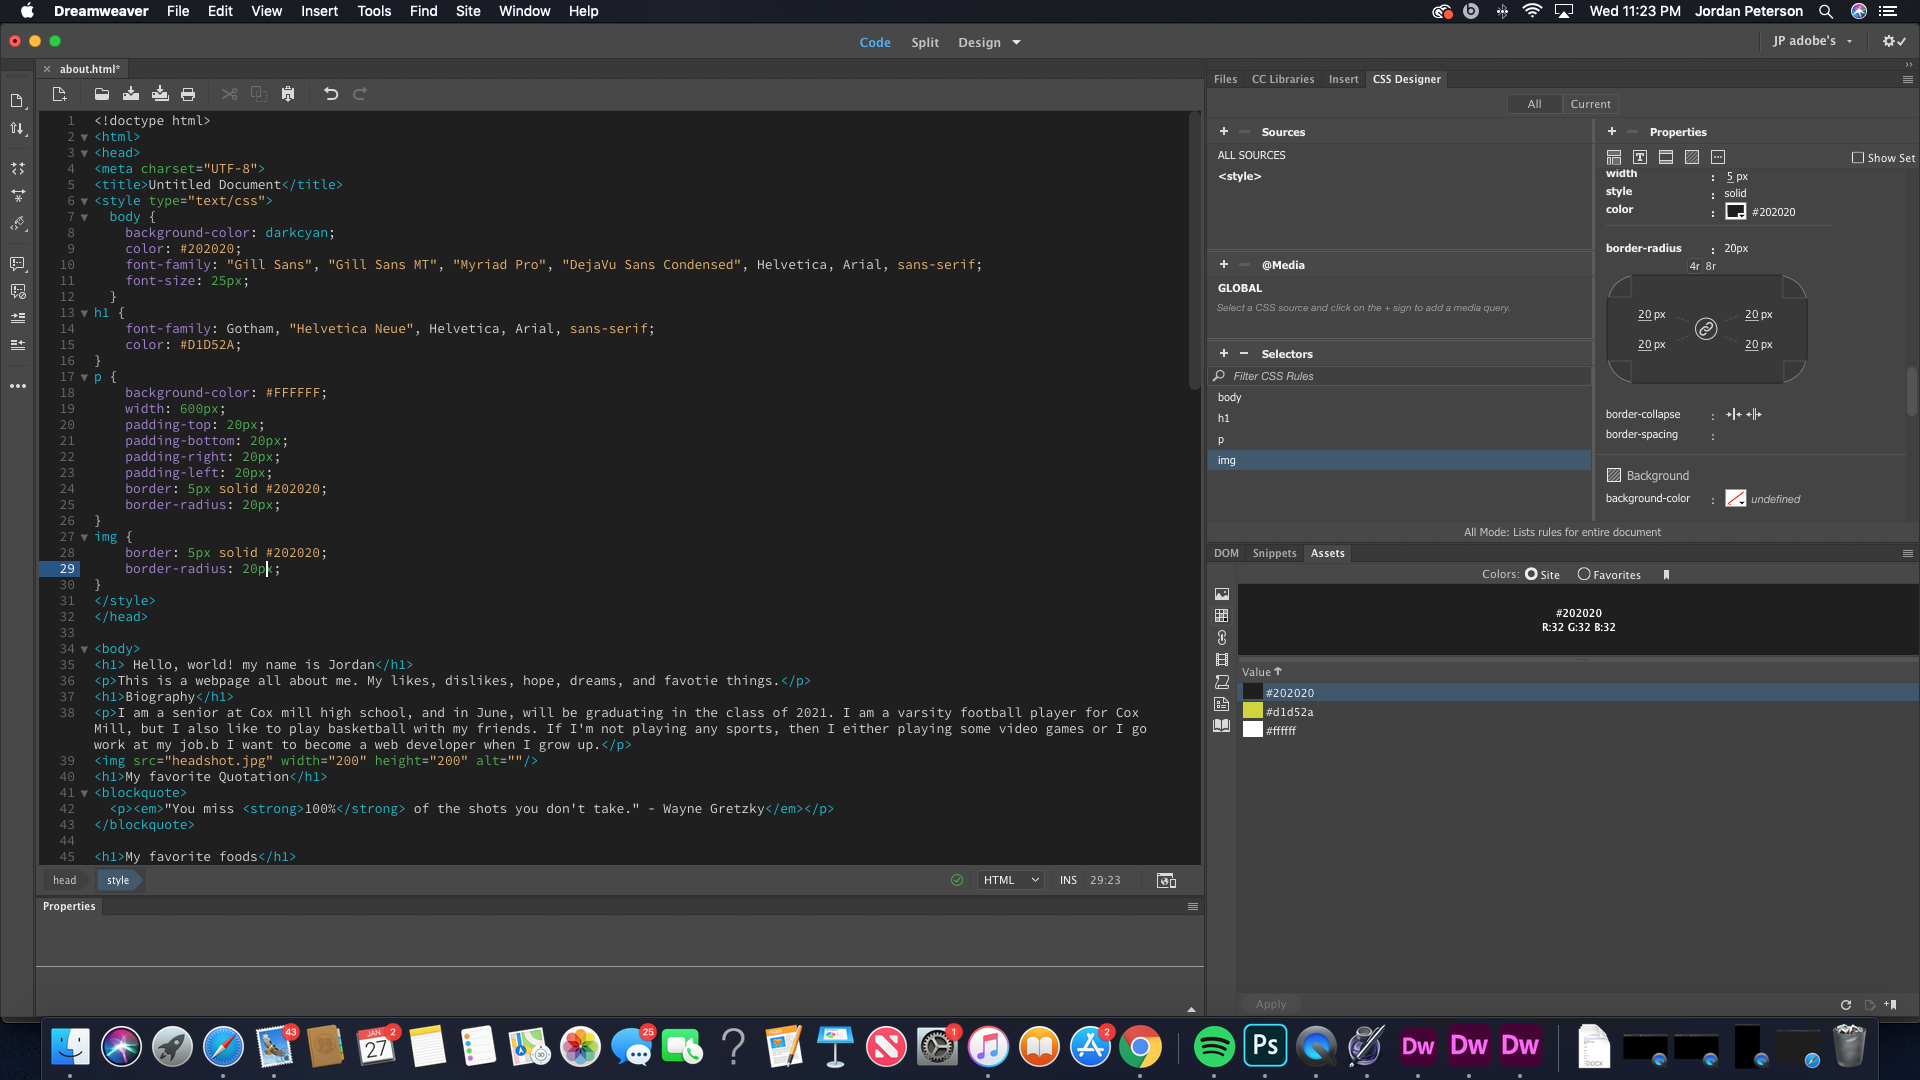 Dreamweaver File Edit View Insert Tools Find Site Window Help
Wed 11:23 PM Jordan Peterson
Code Split Design
JP adobe's
about.html*
1 <!doctype html>
2 <html>
3 <head>
4 <meta charset="UTF-8">
5 <title>Untitled Document</title>
6 <style type="text/css">
7 body {
8 background-color: darkcyan;
9 color: #202020;
10 font-family: "Gill Sans", "Gill Sans MT", "Myriad Pro", "DejaVu Sans Condensed", Helvetica, Arial, sans-serif;
11 font-size: 25px;
12 }
13 h1 {
14 font-family: Gotham, "Helvetica Neue", Helvetica, Arial, sans-serif;
15 color: #D1D52A;
16 }
17 p {
18 background-color: #FFFFFF;
19 width: 600px;
20 padding-top: 20px;
21 padding-bottom: 20px;
22 padding-right: 20px;
23 padding-left: 20px;
24 border: 5px solid #202020;
25 border-radius: 20px;
26 }
27 img {
28 border: 5px solid #202020;
29 border-radius: 20px;
30 }
31 </style>
32 </head>
33
34 <body>
35 <h1> Hello, world! my name is Jordan</h1>
36 <p>This is a webpage all about me. My likes, dislikes, hope, dreams, and favotie things.</p>
37 <h1>Biography</h1>
38 <p>I am a senior at Cox mill high school, and in June, will be graduating in the class of 2021. I am a varsity football player for Cox
Mill, but I also like to play basketball with my friends. If I'm not playing any sports, then I either playing some video games or I go
work at my job.b I want to become a web developer when I grow up.</p>
39 <img src="headshot.jpg" width="200" height="200" alt=""/>
40 <h1>My favorite Quotation</h1>
41 <blockquote>
42 <p><em>"You miss <strong>100%</strong> of the shots you don't take." - Wayne Gretzky</em></p>
43 </blockquote>
44
45 <h1>My favorite foods</h1>
head style
HTML INS 29:23
Properties
Files CC Libraries Insert CSS Designer
All Current
Sources
ALL SOURCES
<style>
@Media
GLOBAL
Select a CSS source and click on the + sign to add a media query.
Selectors
Filter CSS Rules
body
h1
p
img
Properties
Show Set
width : 5 px
style : solid
color : #202020
border-radius : 20px
4r 8r
20 px 20 px
20 px 20 px
border-collapse :
border-spacing :
Background
background-color : undefined
All Mode: Lists rules for entire document
DOM Snippets Assets
Colors: Site Favorites
#202020
R:32 G:32 B:32
Value
#202020
#d1d52a
#ffffff
Apply
43
JAN 27
2
25
1
2
Ps
Dw Dw Dw
DOCX